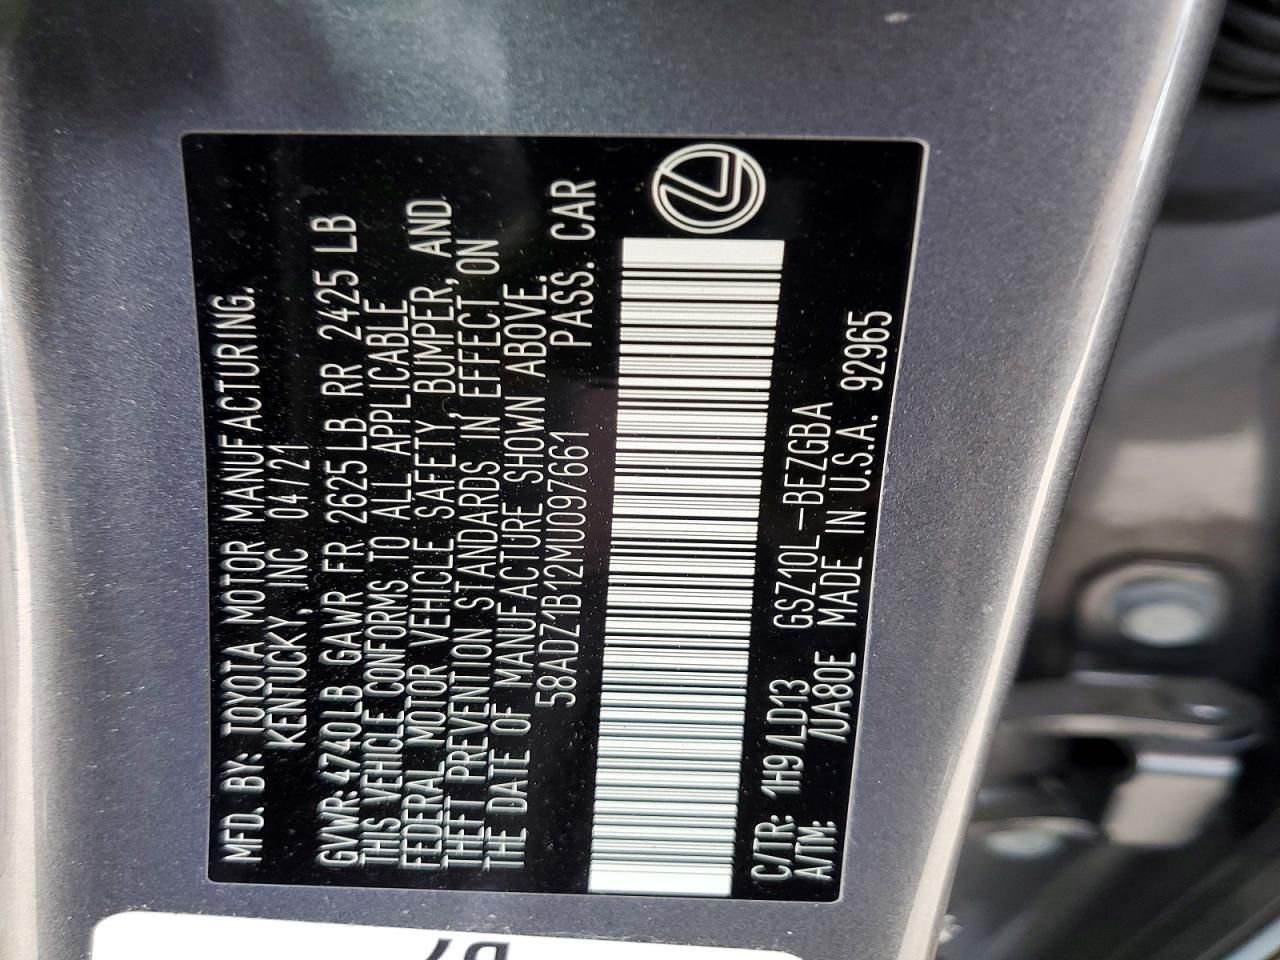 MFD. BY: TOYOTA MOTOR MANUFACTURING.
KENTUCKY, INC 04/21
GVWR: 4740LB GAWR FR 2625LB RR 2425 LB
THIS VEHICLE CONFORMS TO ALL APPLICABLE
FEDERAL MOTOR VEHICLE SAFETY, BUMPER, AND
THEFT PREVENTION STANDARDS IN EFFECT ON
THE DATE OF MANUFACTURE SHOWN ABOVE.
58ADZ1B12MU097661 PASS. CAR
C/TR: 1H9 /LD13 GSZ10L-BEZGBA
A/TM: /UA80E MADE IN U.S.A. 92965